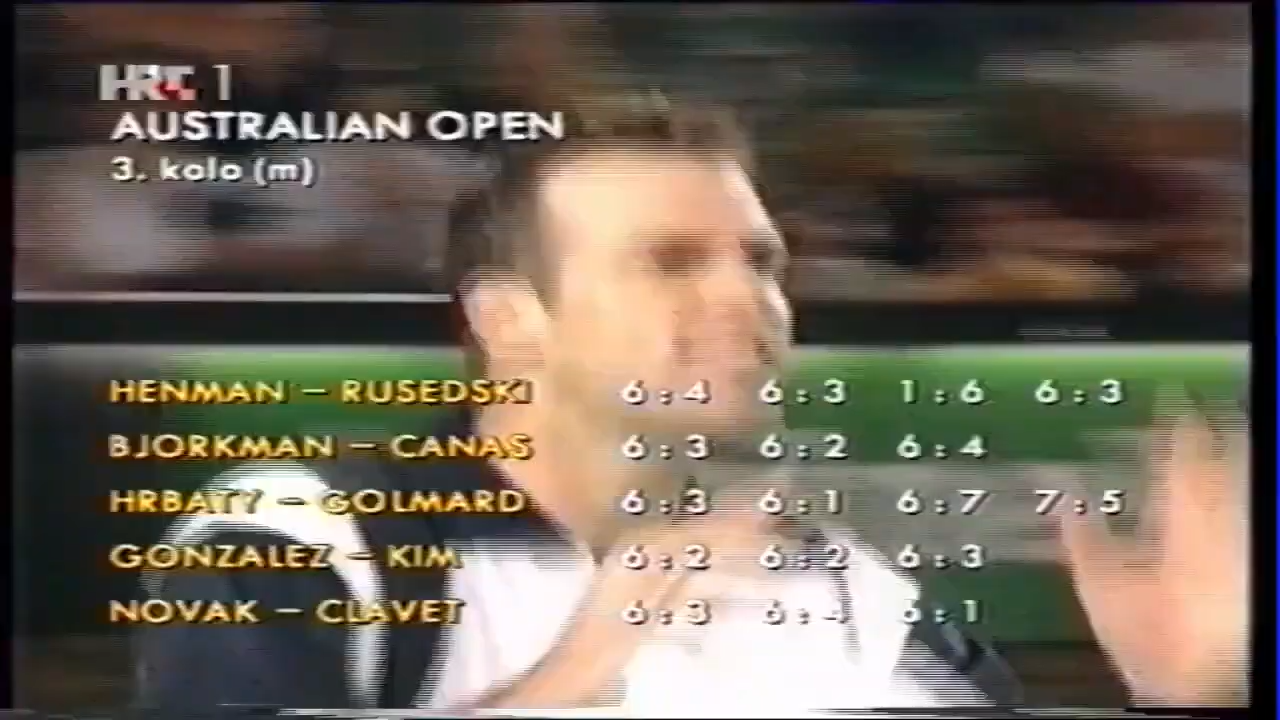 HRT 1
AUSTRALIAN OPEN
3. kolo (m)
HENMAN – RUSEDSKI 6:4 6:3 1:6 6:3
BJORKMAN – CANAS 6:3 6:2 6:4
HRBATY – GOLMARD 6:3 6:1 6:7 7:5
GONZALEZ – KIM 6:2 6:2 6:3
NOVAK – CLAVET 6:3 6:4 6:1